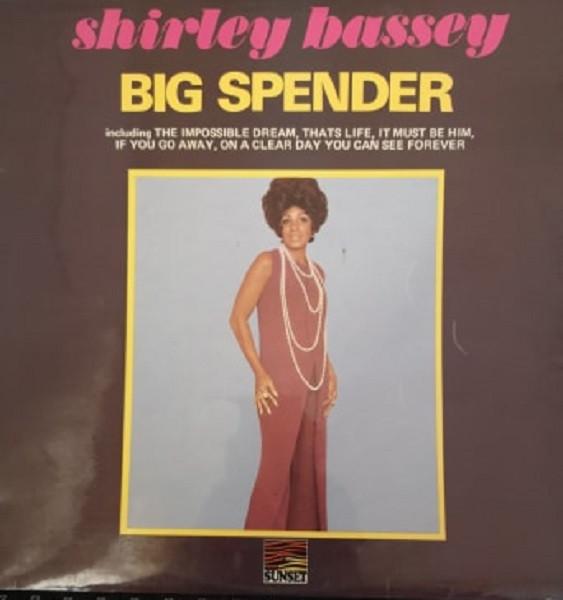 shirley bassey
BIG SPENDER
including THE IMPOSSIBLE DREAM, THATS LIFE, IT MUST BE HIM,
IF YOU GO AWAY, ON A CLEAR DAY YOU CAN SEE FOREVER
SUNSET